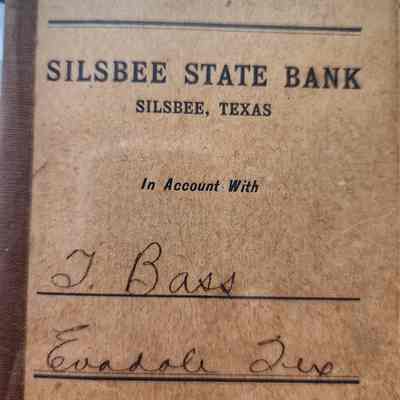 SILSBEE STATE BANK
SILSBEE, TEXAS
In Account With
T. Bass
Evadale Tex